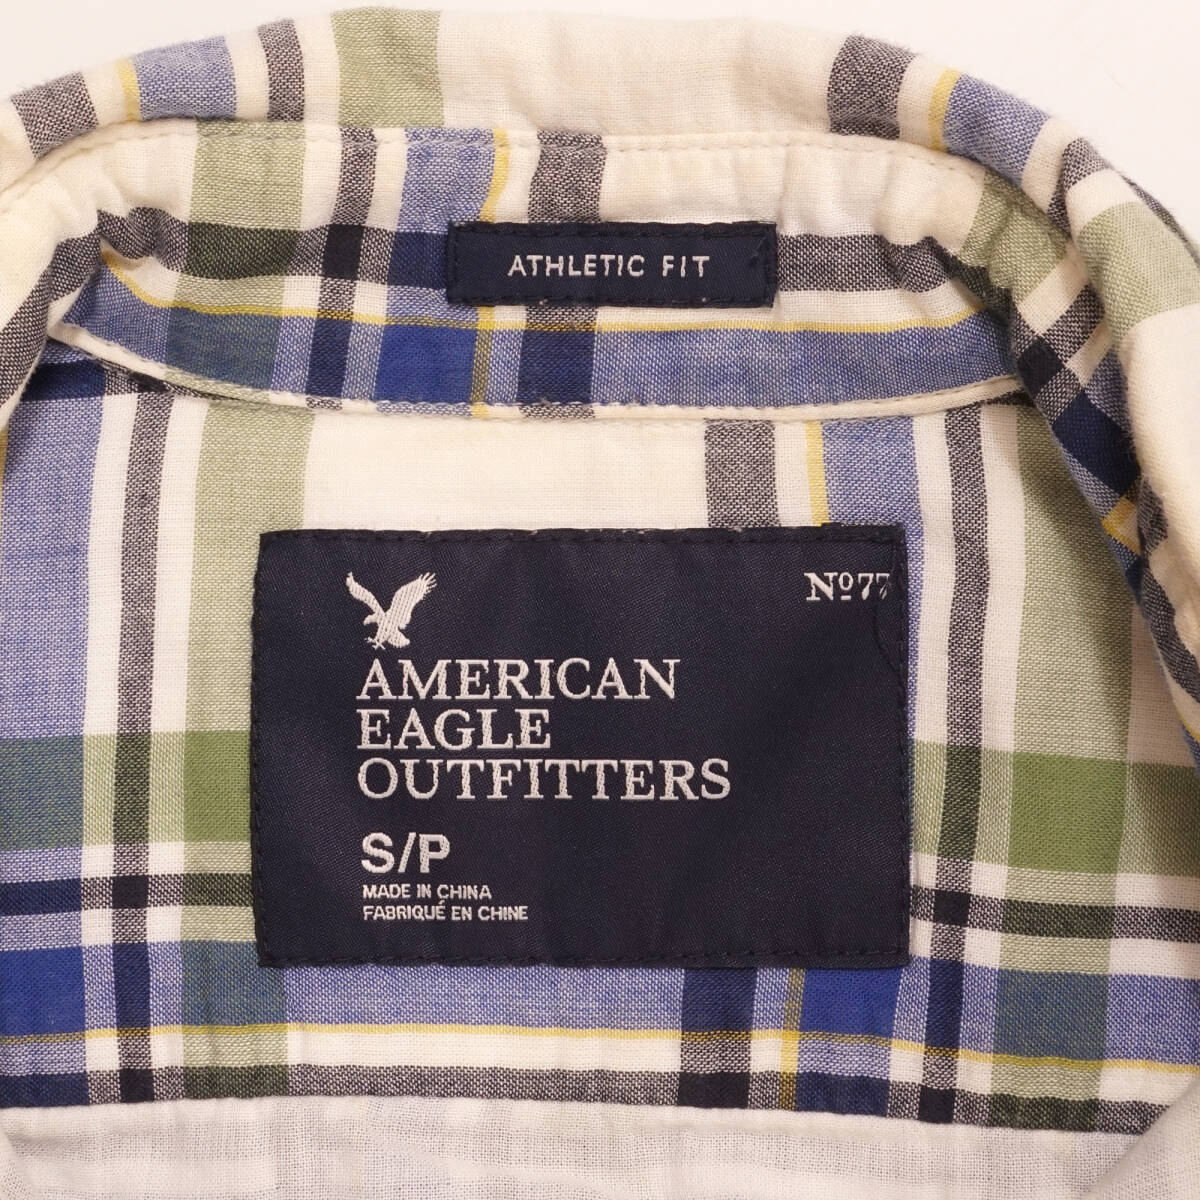 ATHLETIC FIT
Nº77
AMERICAN
EAGLE
OUTFITTERS
S/P
MADE IN CHINA
FABRIQUÉ EN CHINE